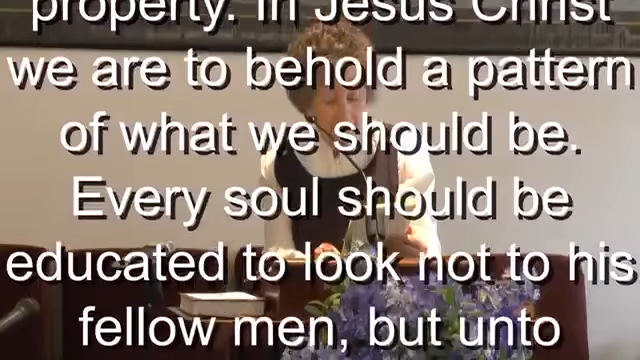 property. In Jesus Christ
we are to behold a pattern
of what we should be.
Every soul should be
educated to look not to his
fellow men, but unto